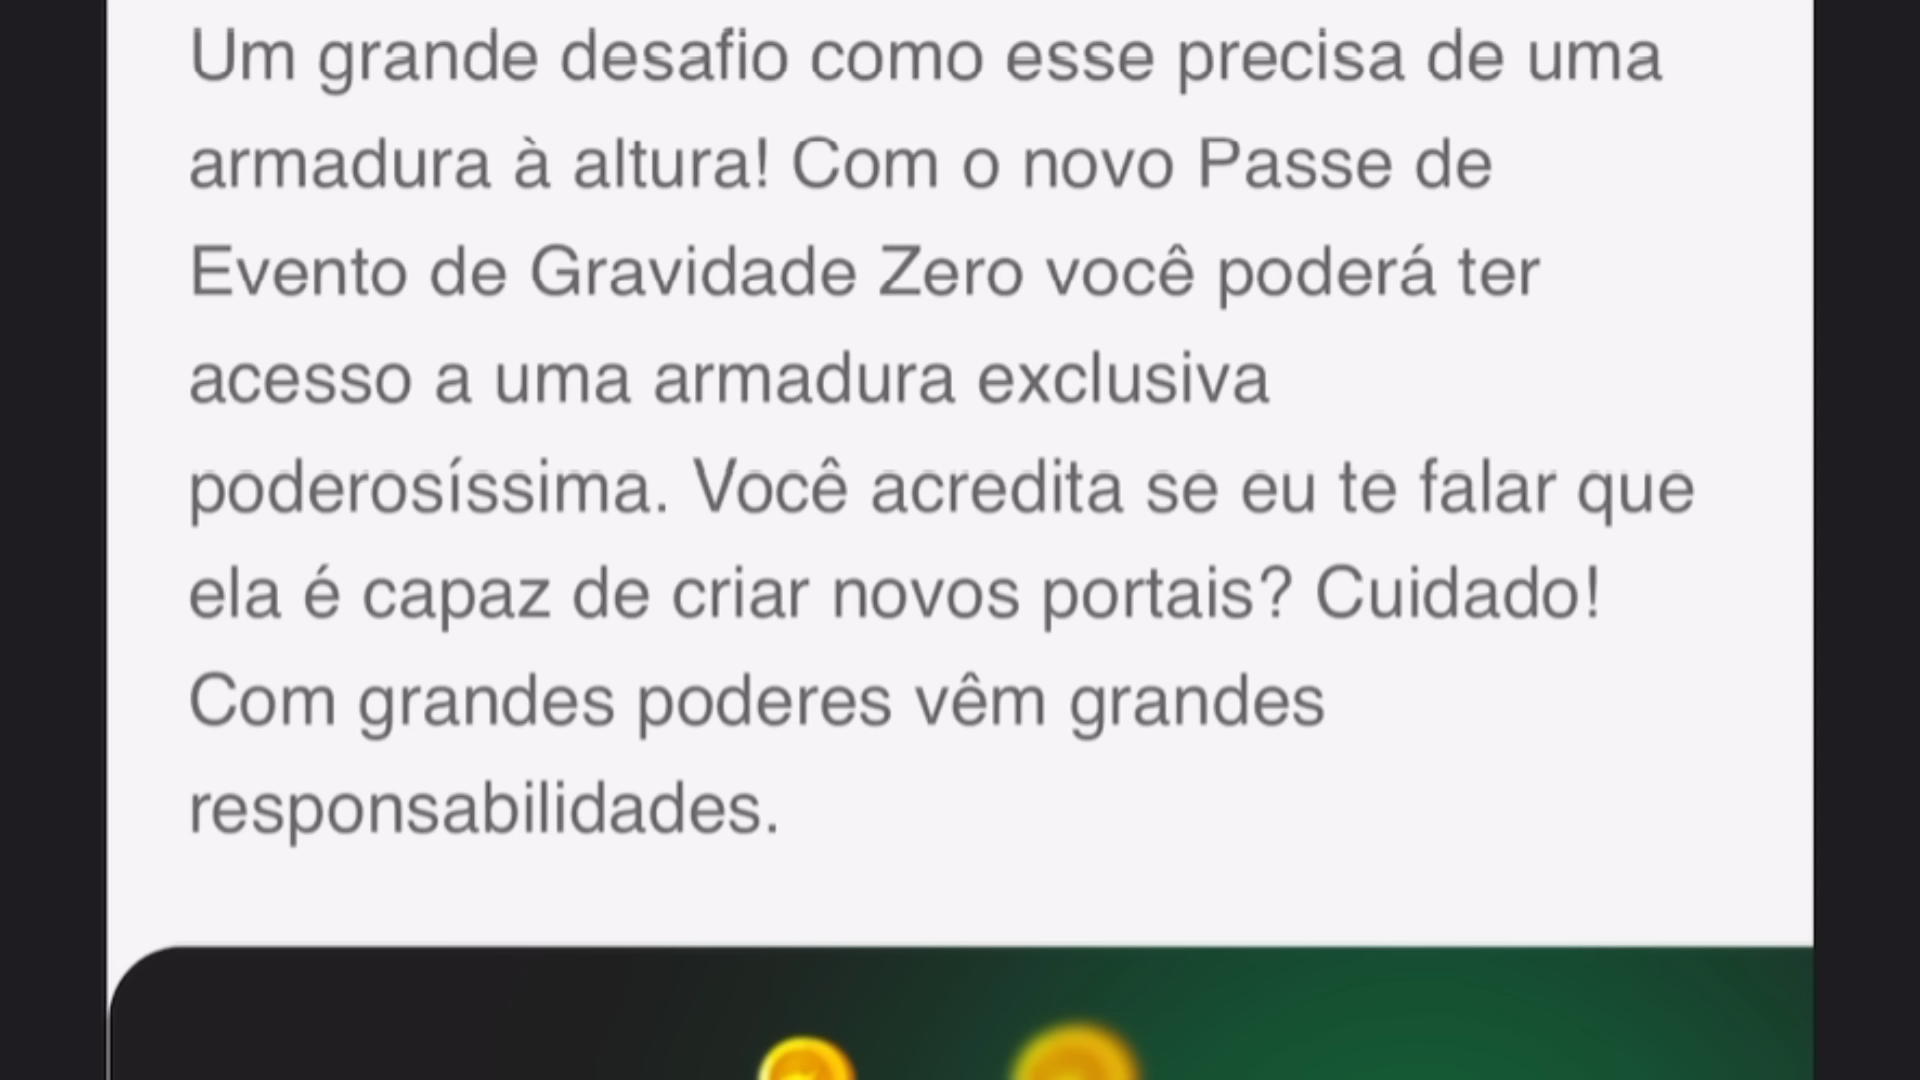 Um grande desafio como esse precisa de uma
armadura à altura! Com o novo Passe de
Evento de Gravidade Zero você poderá ter
acesso a uma armadura exclusiva
poderosíssima. Você acredita se eu te falar que
ela é capaz de criar novos portais? Cuidado!
Com grandes poderes vêm grandes
responsabilidades.